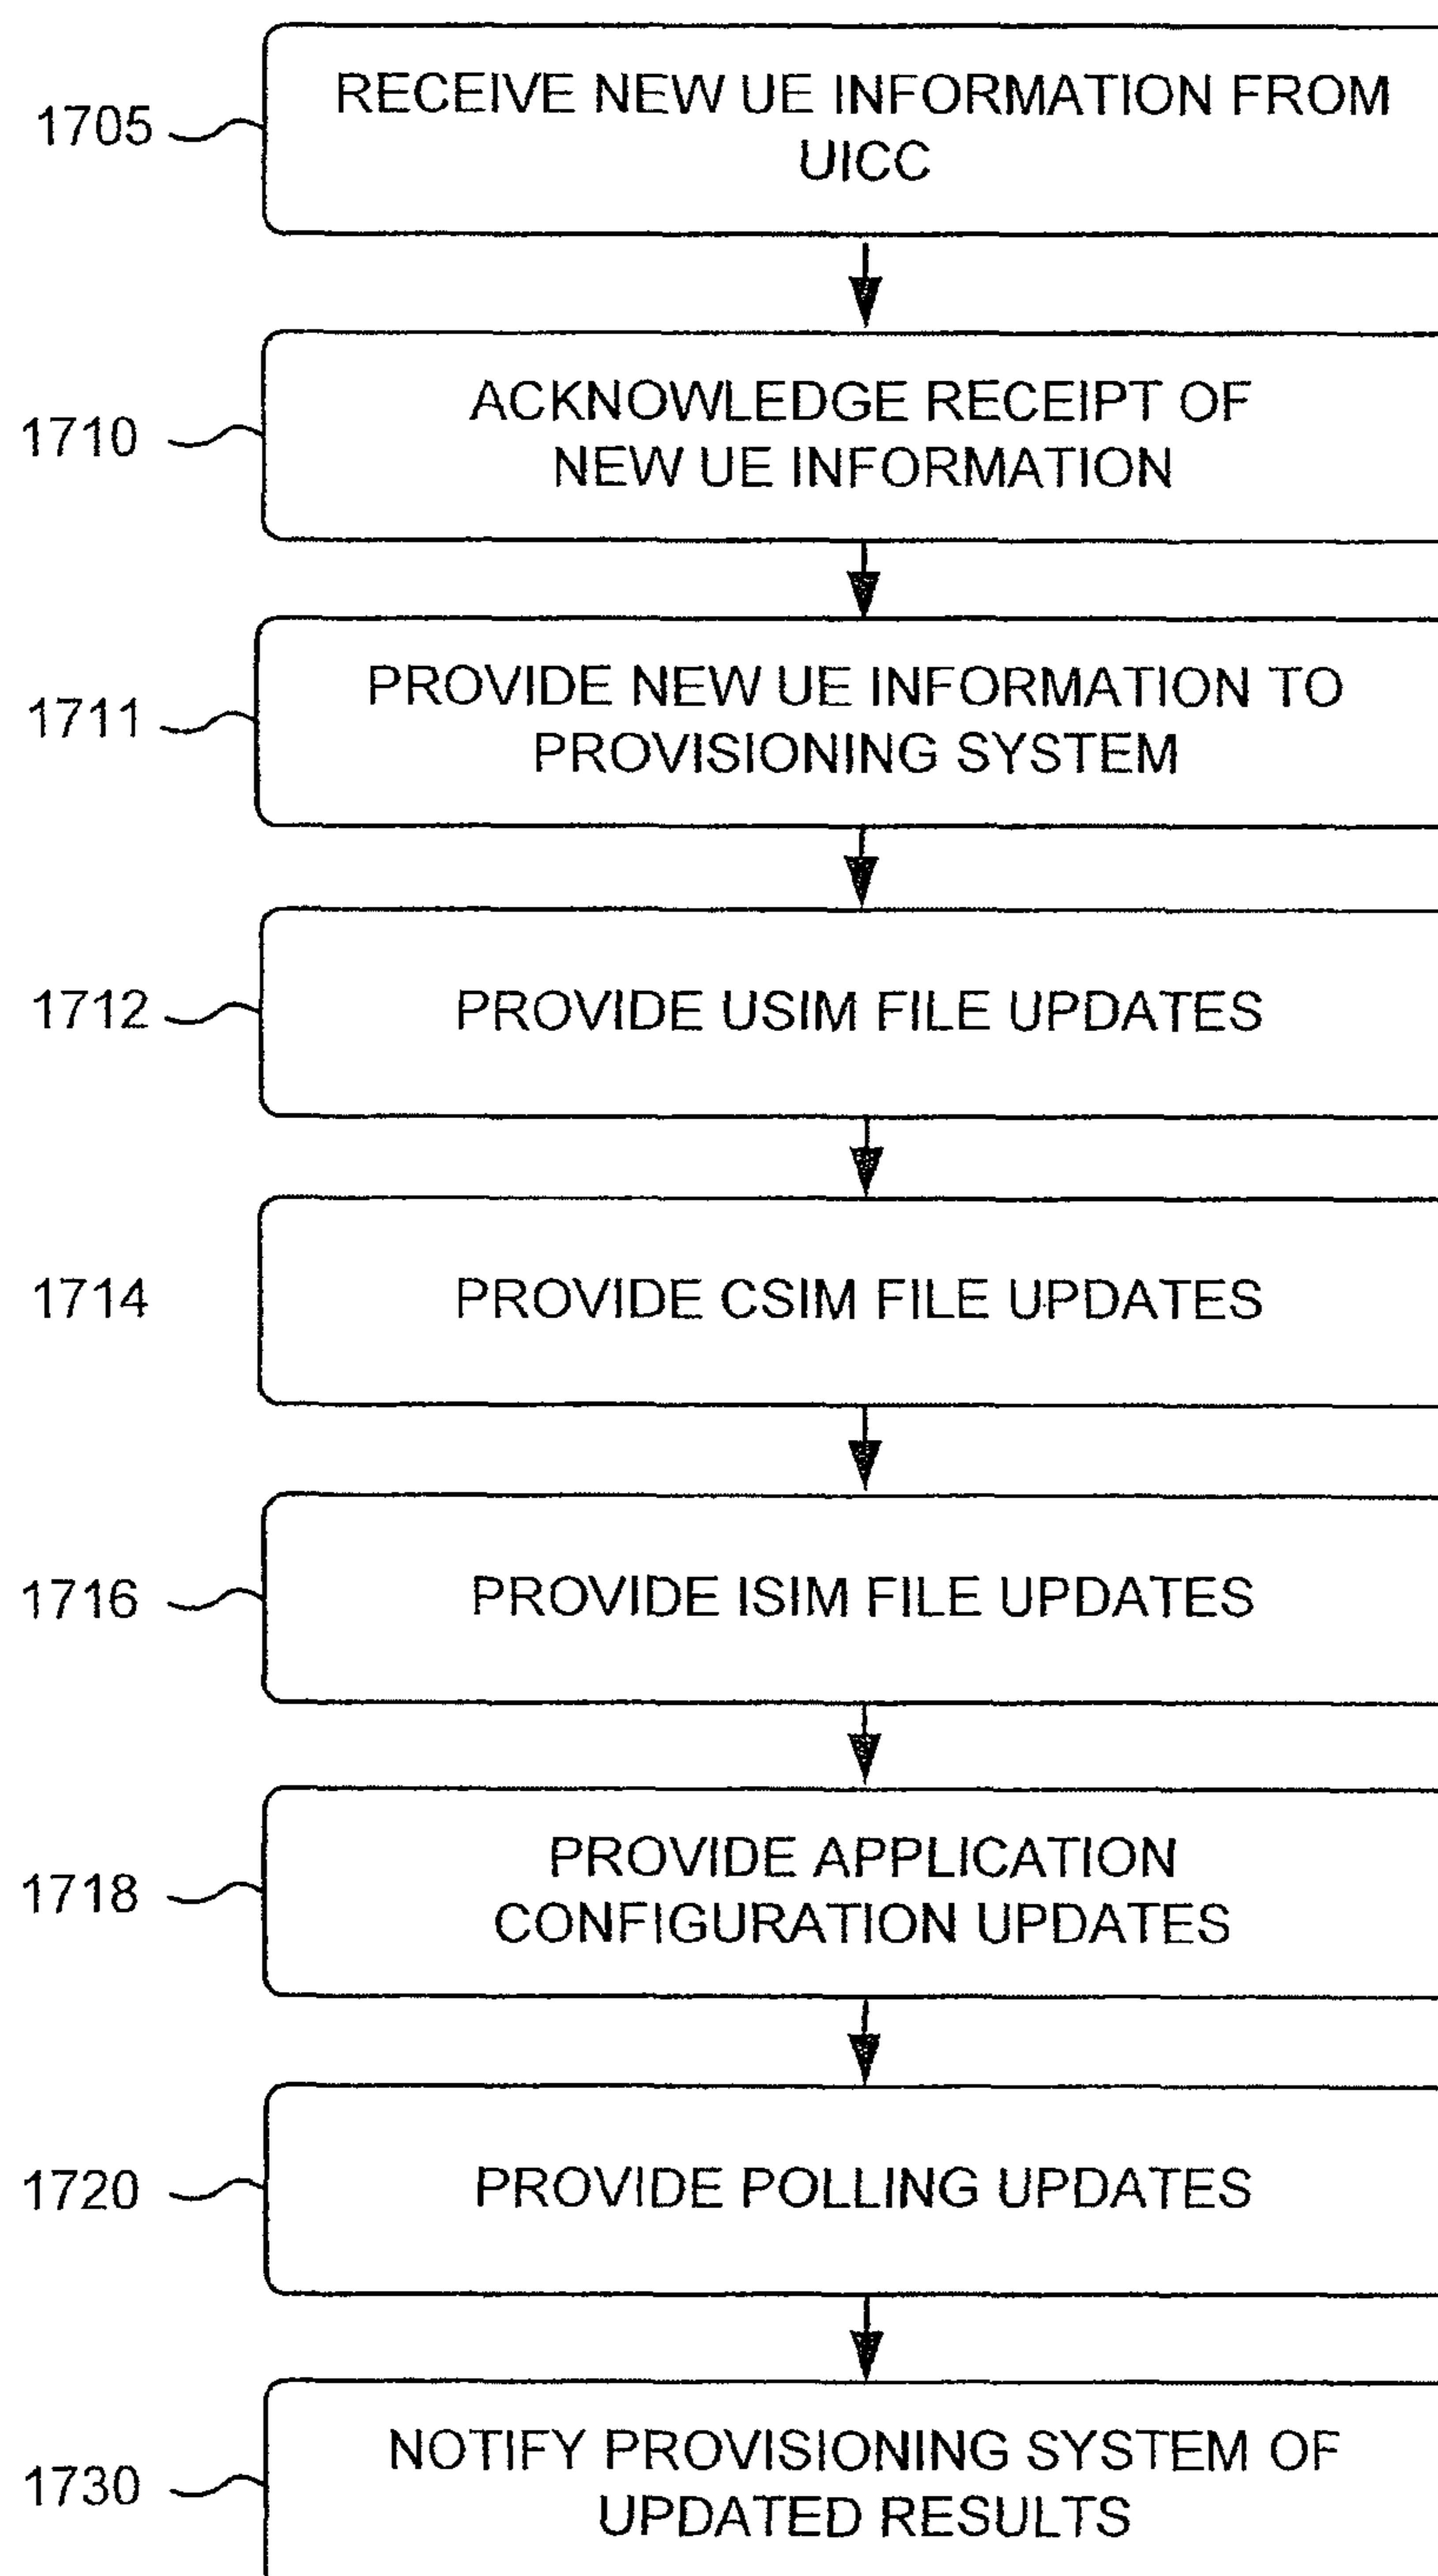 1705
RECEIVE NEW UE INFORMATION FROM
UICC
1710
ACKNOWLEDGE RECEIPT OF
NEW UE INFORMATION
1711
PROVIDE NEW UE INFORMATION TO
PROVISIONING SYSTEM
1712
PROVIDE USIM FILE UPDATES
1714
PROVIDE CSIM FILE UPDATES
1716
PROVIDE ISIM FILE UPDATES
1718
PROVIDE APPLICATION
CONFIGURATION UPDATES
1720
PROVIDE POLLING UPDATES
1730
NOTIFY PROVISIONING SYSTEM OF
UPDATED RESULTS